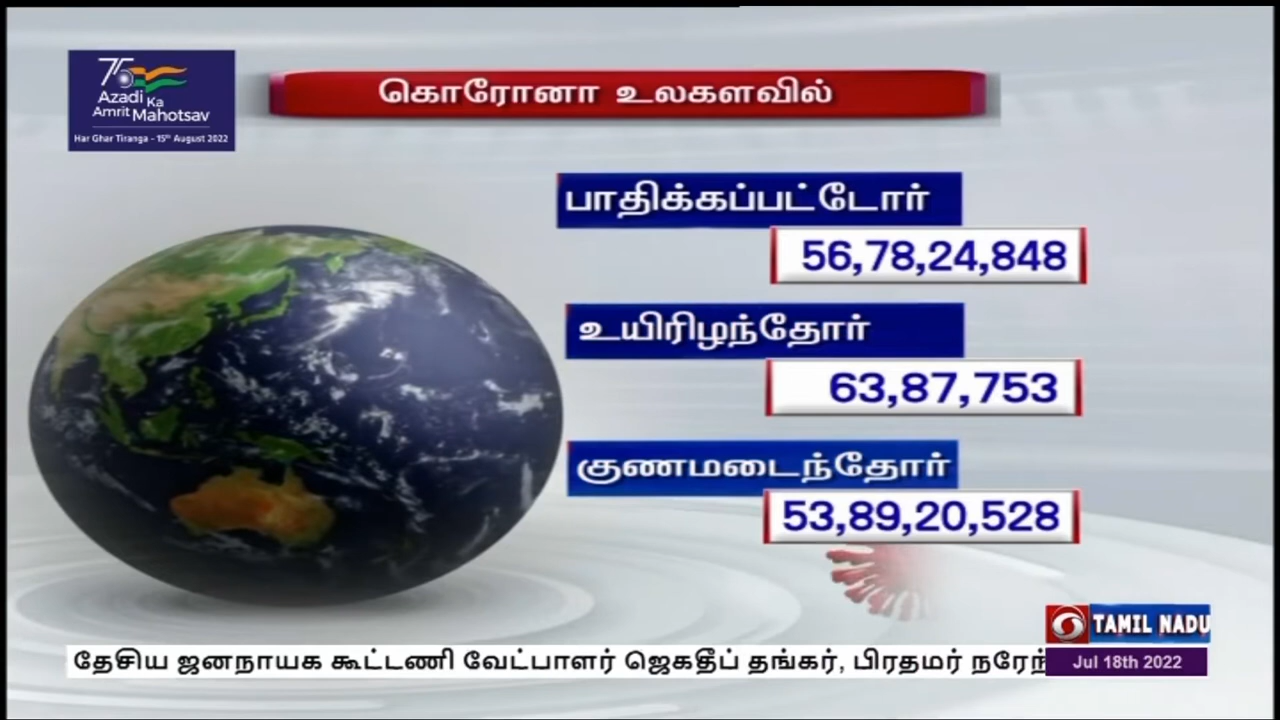 75
Azadi Ka
Amrit Mahotsav
Har Ghar Tiranga - 15th August 2022
கொரோனா உலகளவில்
பாதிக்கப்பட்டோர்
56,78,24,848
உயிரிழந்தோர்
63,87,753
குணமடைந்தோர்
53,89,20,528
TAMIL NADU
தேசிய ஜனநாயக கூட்டணி வேட்பாளர் ஜெகதீப் தங்கர், பிரதமர் நரேந்
Jul 18th 2022